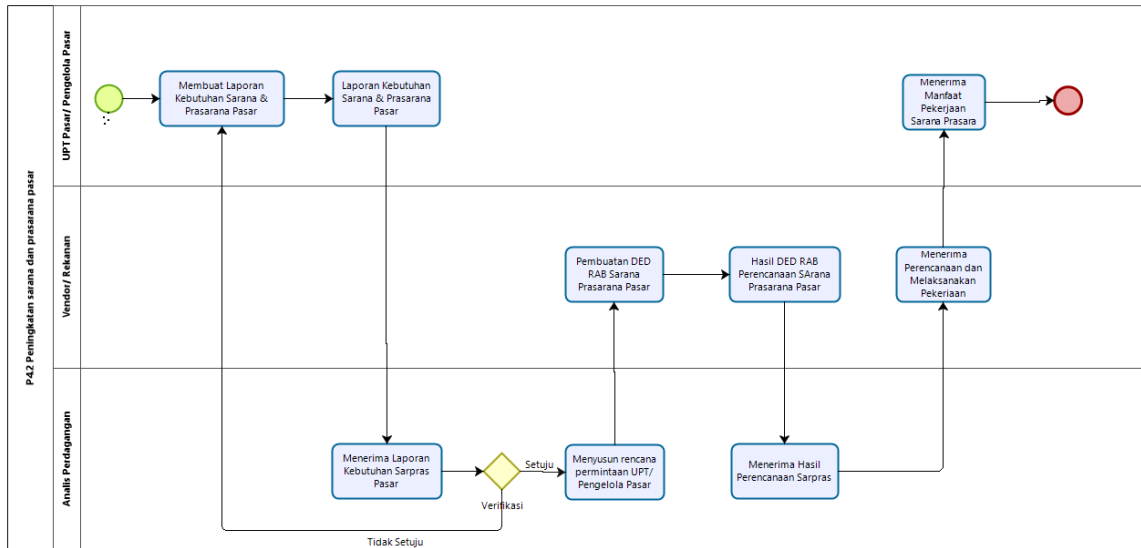 P4.2 Peningkatan sarana dan prasarana pasar
UPT Pasar/ Pengelola Pasar
Membuat Laporan
Kebutuhan Sarana &
Prasarana Pasar
Laporan Kebutuhan
Sarana & Prasarana
Pasar
Menerima
Manfaat
Pekerjaan
Sarana Prasara
Vendor/ Rekanan
Pembuatan DED
RAB Sarana
Prasarana Pasar
Hasil DED RAB
Perencanaan SArana
Prasarana Pasar
Menerima
Perencanaan dan
Melaksanakan
Pekerjaan
Analis Perdagangan
Menerima Laporan
Kebutuhan Sarpras
Pasar
Verifikasi
Setuju
Tidak Setuju
Menyusun rencana
permintaan UPT/
Pengelola Pasar
Menerima Hasil
Perencanaan Sarpras